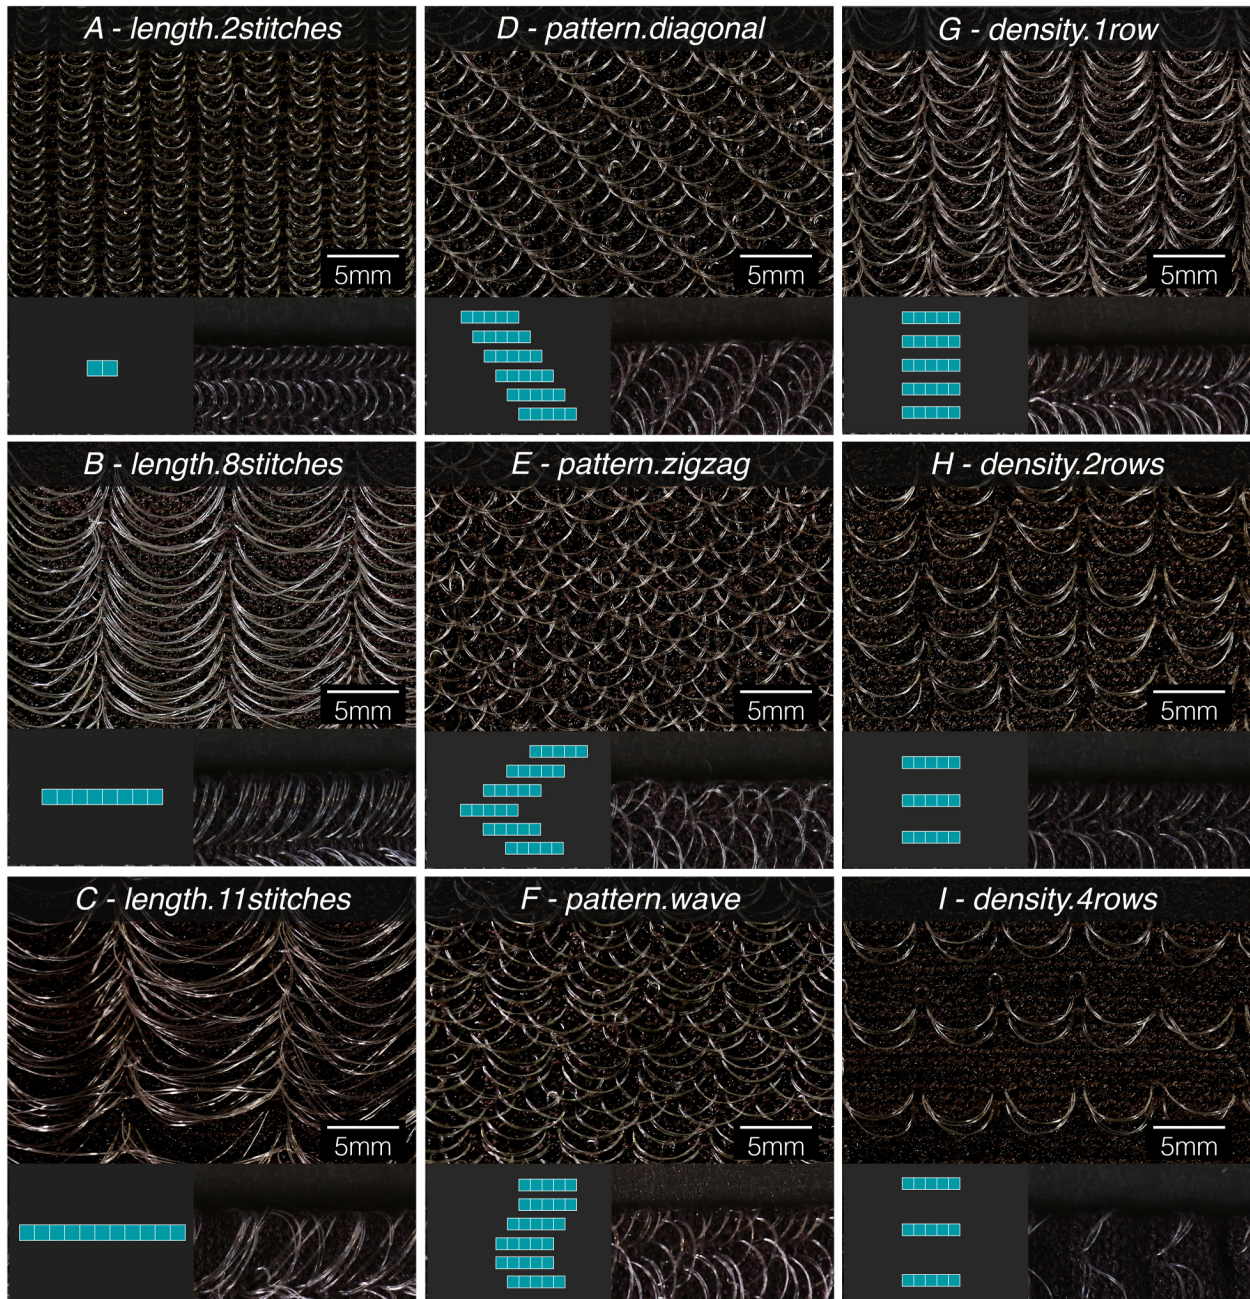 A - length.2stitches
5mm
D - pattern.diagonal
5mm
G - density.1row
5mm
B - length.8stitches
5mm
E - pattern.zigzag
5mm
H - density.2rows
5mm
C - length.11stitches
5mm
F - pattern.wave
5mm
I - density.4rows
5mm